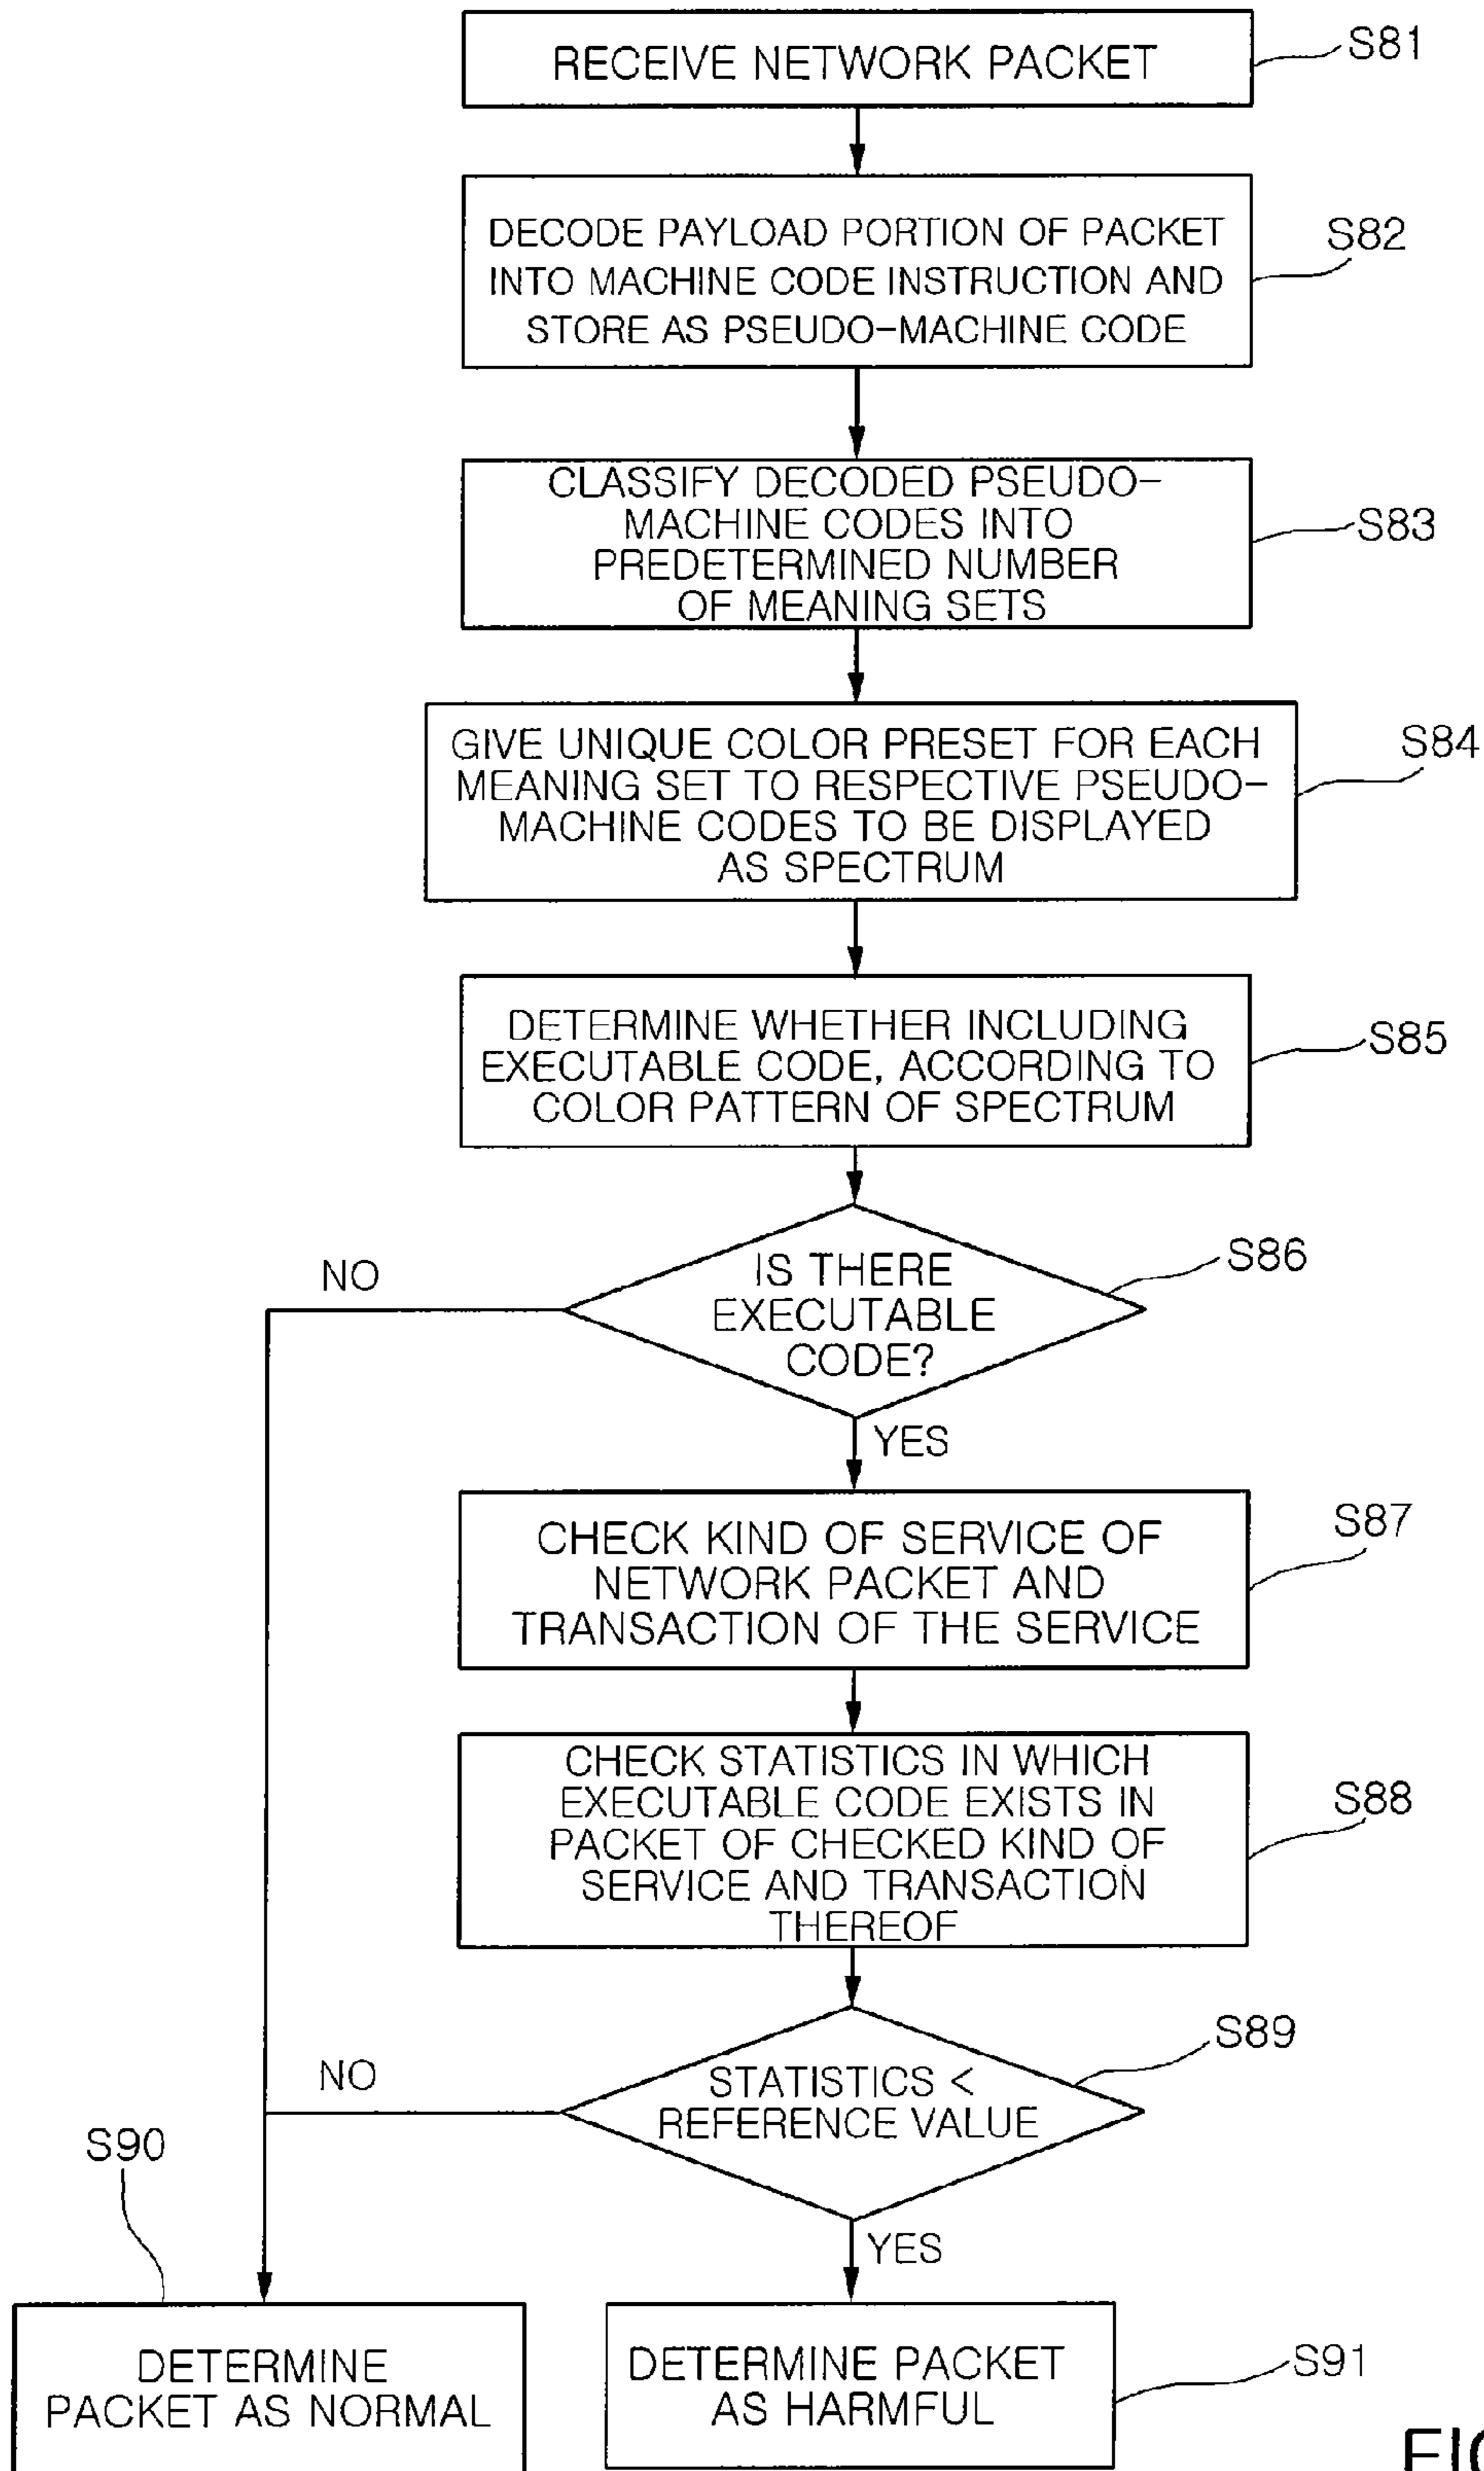 RECEIVE NETWORK PACKET
S81
DECODE PAYLOAD PORTION OF PACKET
INTO MACHINE CODE INSTRUCTION AND
STORE AS PSEUDO-MACHINE CODE
S82
CLASSIFY DECODED PSEUDO-
MACHINE CODES INTO
PREDETERMINED NUMBER
OF MEANING SETS
S83
GIVE UNIQUE COLOR PRESET FOR EACH
MEANING SET TO RESPECTIVE PSEUDO-
MACHINE CODES TO BE DISPLAYED
AS SPECTRUM
S84
DETERMINE WHETHER INCLUDING
EXECUTABLE CODE, ACCORDING TO
COLOR PATTERN OF SPECTRUM
S85
IS THERE
EXECUTABLE
CODE?
S86
NO
YES
CHECK KIND OF SERVICE OF
NETWORK PACKET AND
TRANSACTION OF THE SERVICE
S87
CHECK STATISTICS IN WHICH
EXECUTABLE CODE EXISTS IN
PACKET OF CHECKED KIND OF
SERVICE AND TRANSACTION
THEREOF
S88
STATISTICS <
REFERENCE VALUE
S89
NO
YES
S90
DETERMINE
PACKET AS NORMAL
DETERMINE PACKET
AS HARMFUL
S91